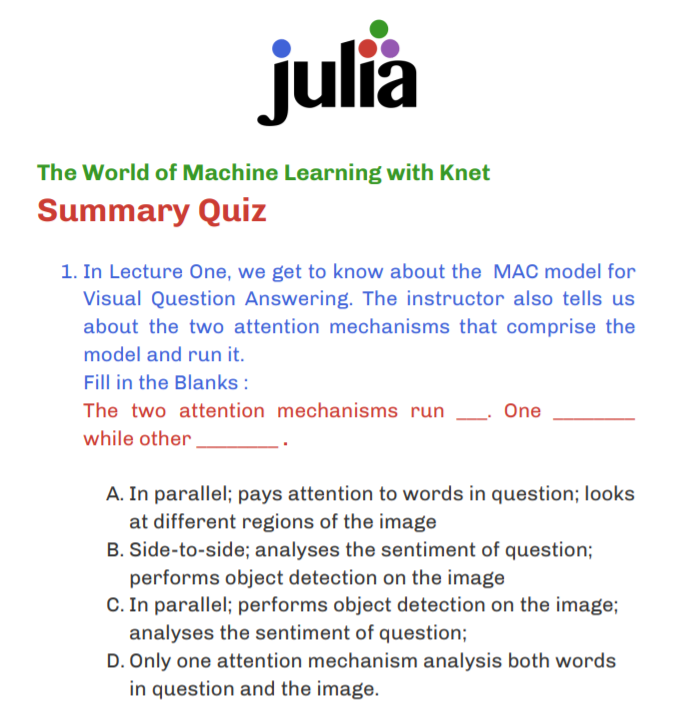 julia
The World of Machine Learning with Knet
Summary Quiz
1. In Lecture One, we get to know about the MAC model for
Visual Question Answering. The instructor also tells us
about the two attention mechanisms that comprise the
model and run it.
Fill in the Blanks :
The two attention mechanisms run ___. One ________
while other ________ .
A. In parallel; pays attention to words in question; looks
at different regions of the image
B. Side-to-side; analyses the sentiment of question;
performs object detection on the image
C. In parallel; performs object detection on the image;
analyses the sentiment of question;
D. Only one attention mechanism analysis both words
in question and the image.